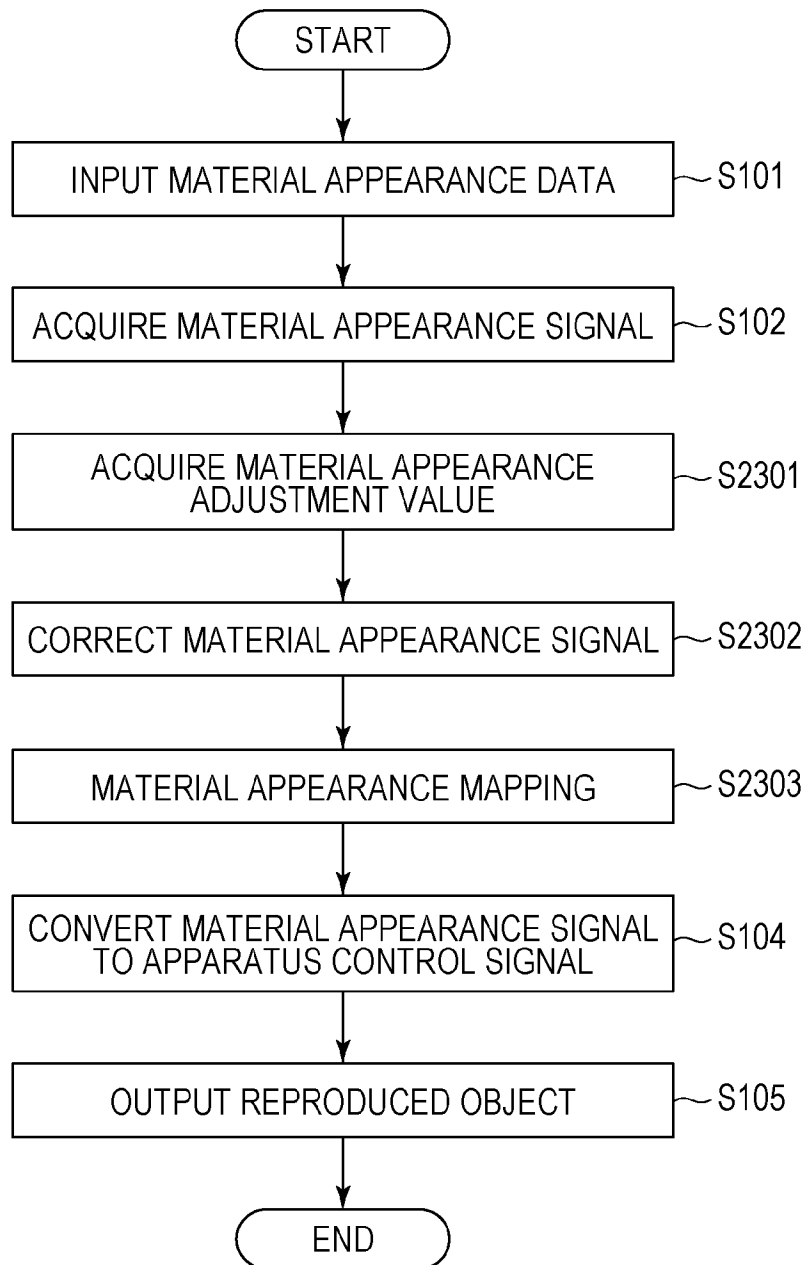 START
INPUT MATERIAL APPEARANCE DATA
S101
ACQUIRE MATERIAL APPEARANCE SIGNAL
S102
ACQUIRE MATERIAL APPEARANCE
ADJUSTMENT VALUE
S2301
CORRECT MATERIAL APPEARANCE SIGNAL
S2302
MATERIAL APPEARANCE MAPPING
S2303
CONVERT MATERIAL APPEARANCE SIGNAL
TO APPARATUS CONTROL SIGNAL
S104
OUTPUT REPRODUCED OBJECT
S105
END